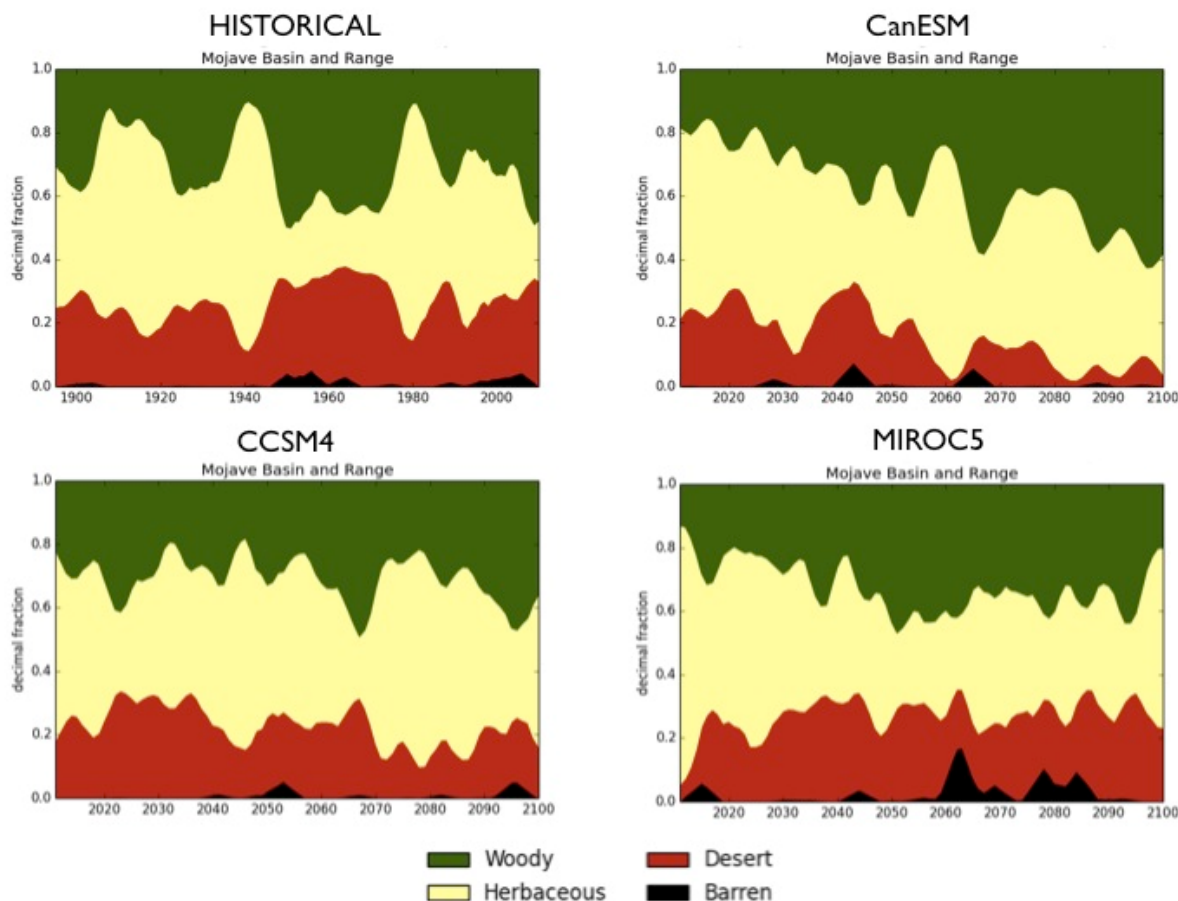 HISTORICAL
Mojave Basin and Range
1.0
0.8
0.6
0.4
0.2
0.0
decimal fraction
1900 1920 1940 1960 1980 2000
CanESM
Mojave Basin and Range
1.0
0.8
0.6
0.4
0.2
0.0
decimal fraction
2020 2030 2040 2050 2060 2070 2080 2090 2100
CCSM4
Mojave Basin and Range
1.0
0.8
0.6
0.4
0.2
0.0
decimal fraction
2020 2030 2040 2050 2060 2070 2080 2090 2100
MIROC5
Mojave Basin and Range
1.0
0.8
0.6
0.4
0.2
0.0
decimal fraction
2020 2030 2040 2050 2060 2070 2080 2090 2100
Woody Desert
Herbaceous Barren